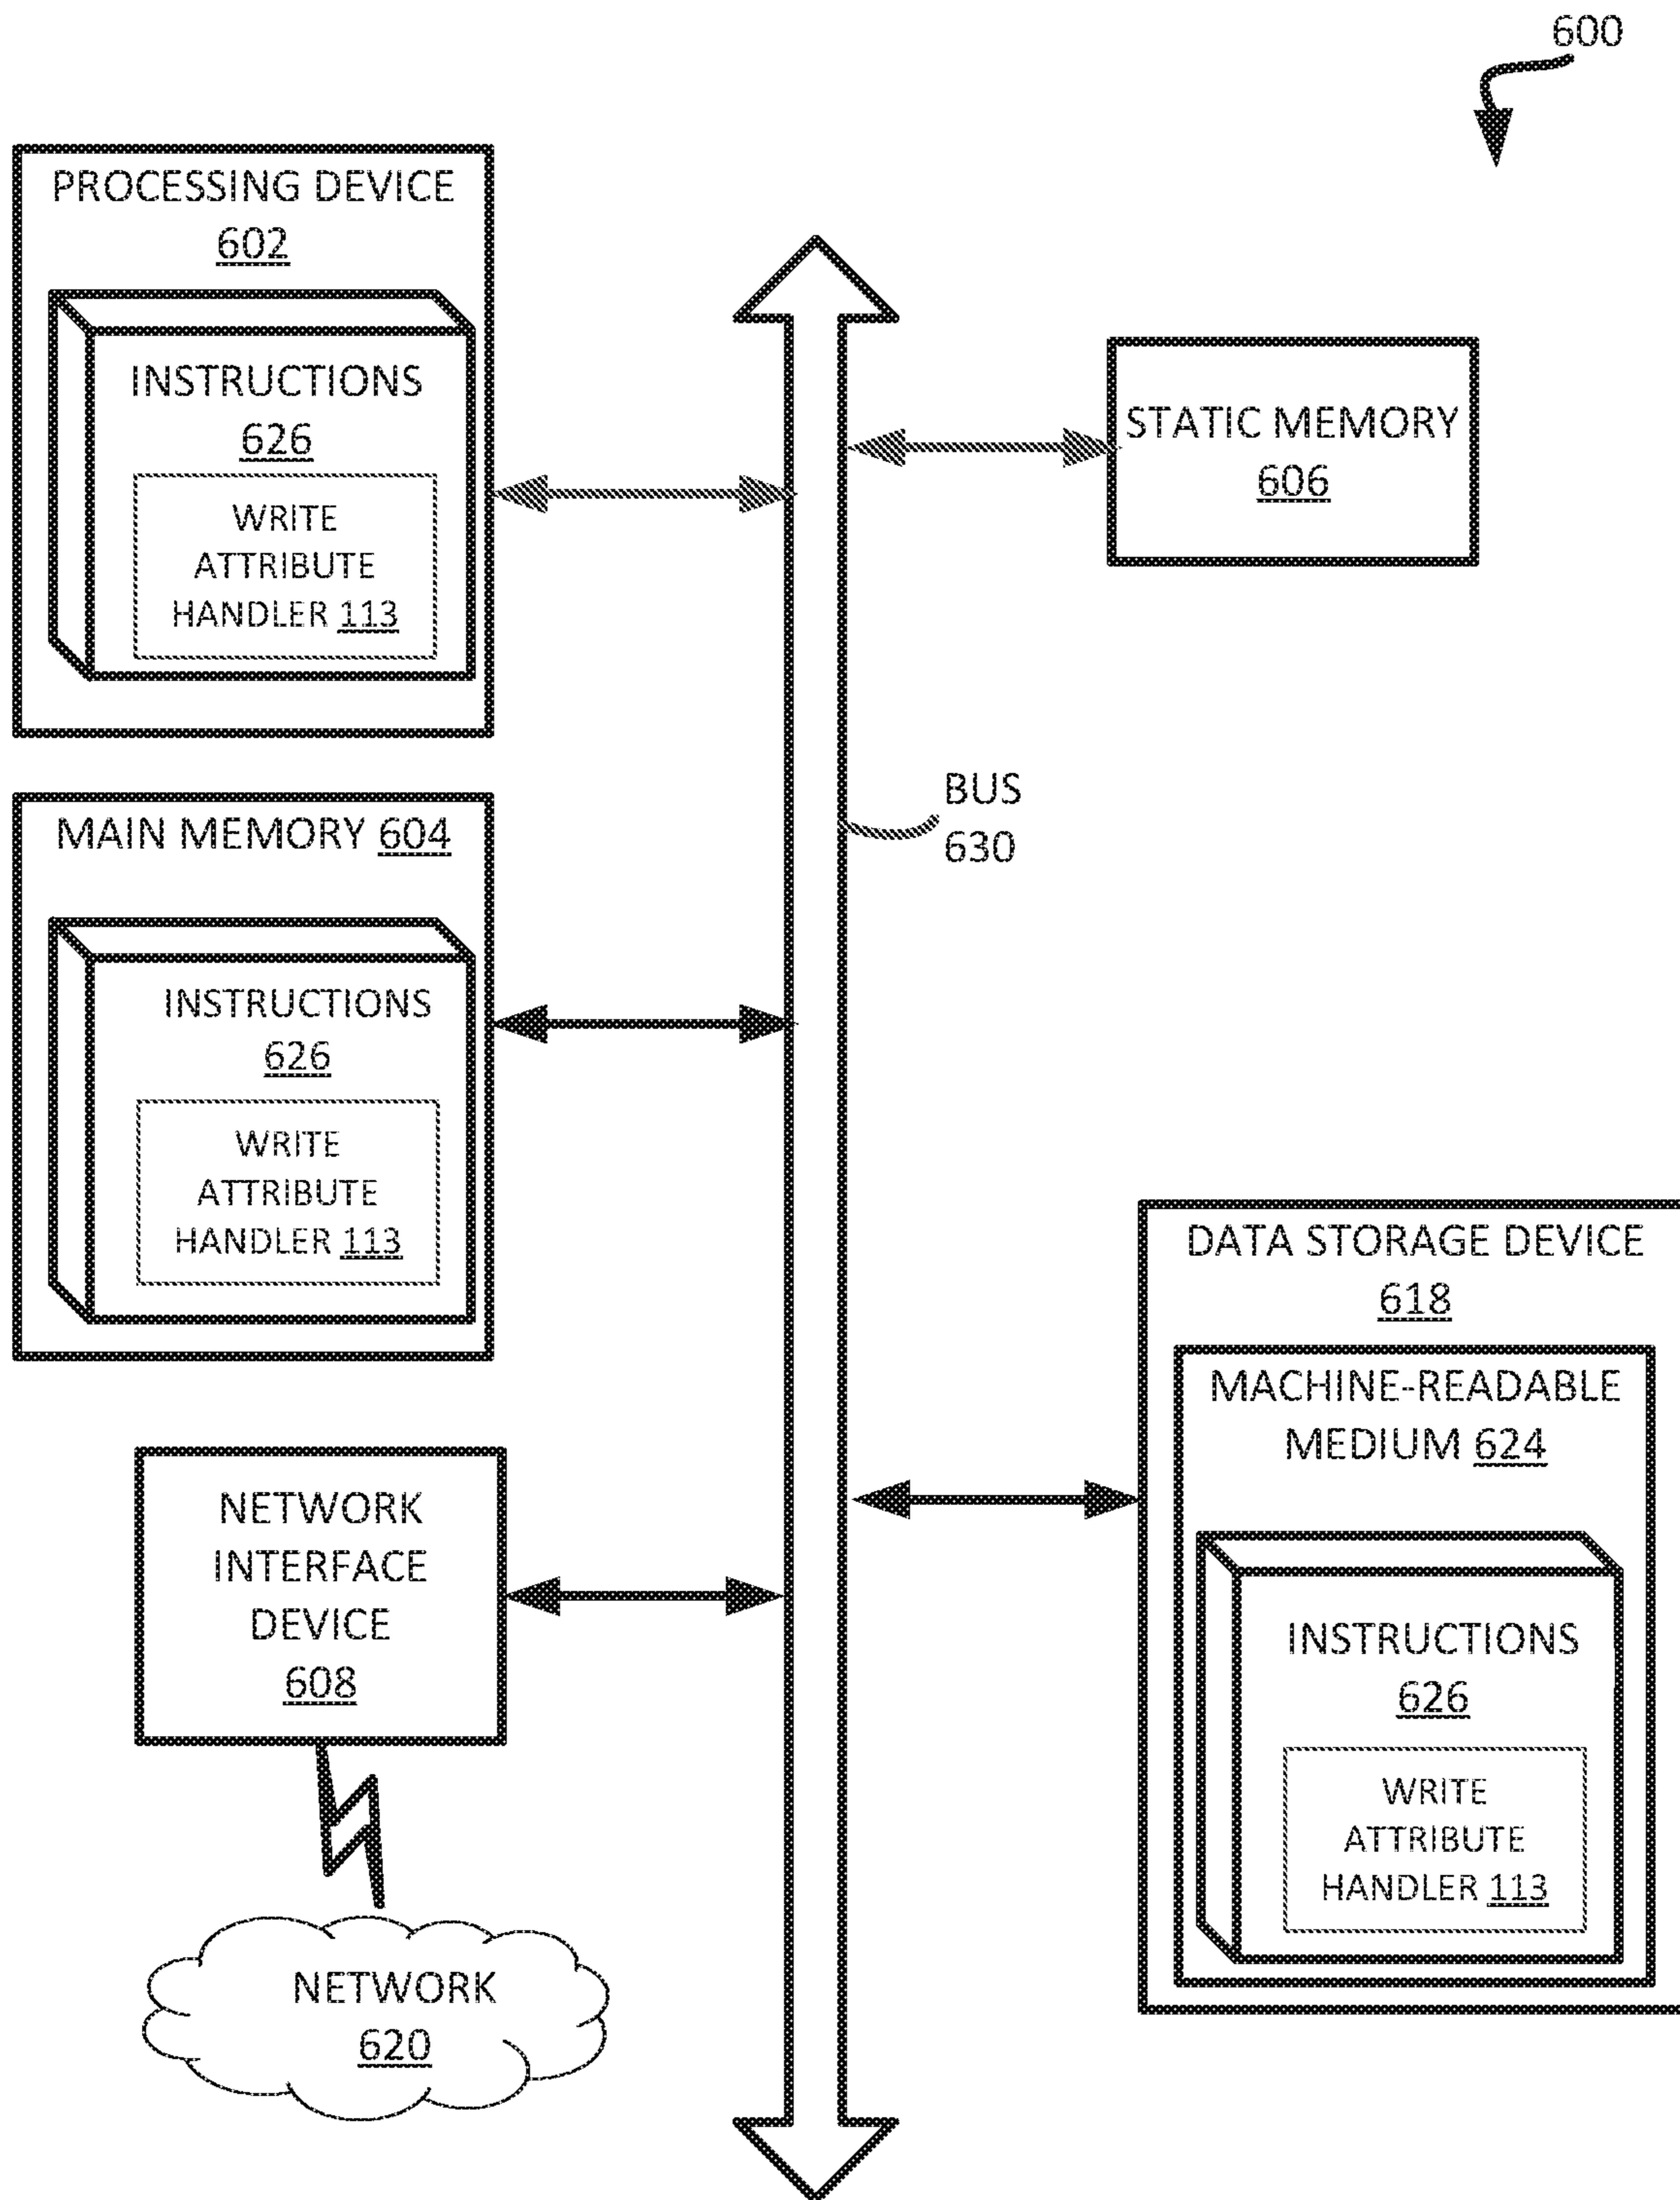 600
PROCESSING DEVICE
602
INSTRUCTIONS
626
WRITE
ATTRIBUTE
HANDLER 113
STATIC MEMORY
606
BUS
630
MAIN MEMORY 604
INSTRUCTIONS
626
WRITE
ATTRIBUTE
HANDLER 113
DATA STORAGE DEVICE
618
MACHINE-READABLE
MEDIUM 624
INSTRUCTIONS
626
WRITE
ATTRIBUTE
HANDLER 113
NETWORK
INTERFACE
DEVICE
608
NETWORK
620